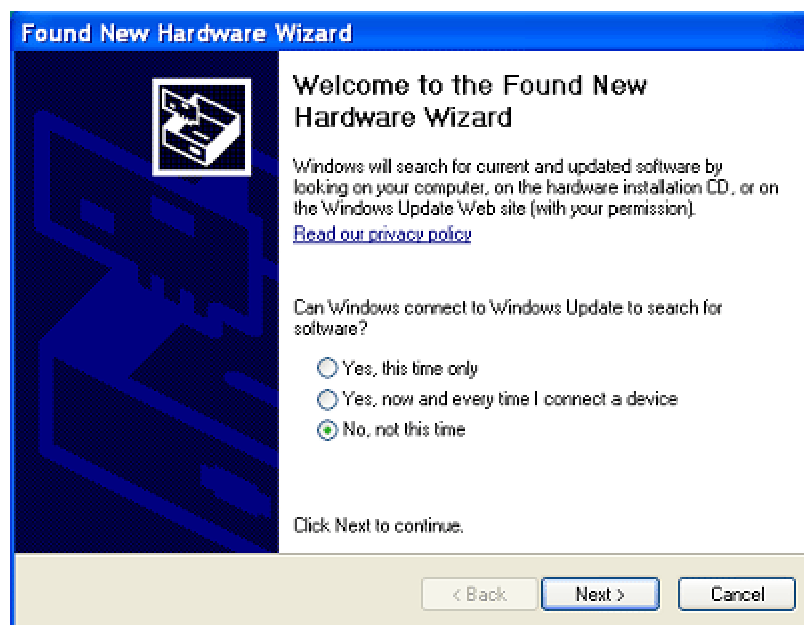 Found New Hardware Wizard
Welcome to the Found New
Hardware Wizard
Windows will search for current and updated software by
looking on your computer, on the hardware installation CD, or on
the Windows Update Web site (with your permission).
Read our privacy policy
Can Windows connect to Windows Update to search for
software?
Yes, this time only
Yes, now and every time I connect a device
No, not this time
Click Next to continue.
< Back
Next >
Cancel